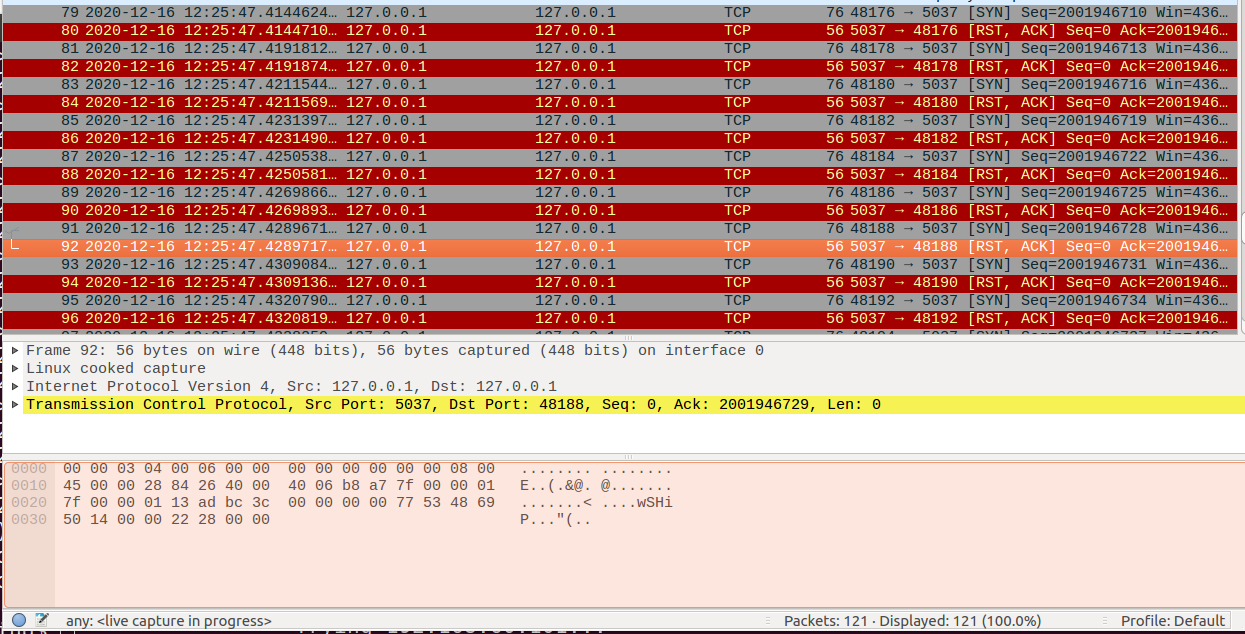 79 2020-12-16 12:25:47.4144624… 127.0.0.1 127.0.0.1 TCP 76 48176 → 5037 [SYN] Seq=2001946710 Win=436…
80 2020-12-16 12:25:47.4144710… 127.0.0.1 127.0.0.1 TCP 56 5037 → 48176 [RST, ACK] Seq=0 Ack=2001946…
81 2020-12-16 12:25:47.4191812… 127.0.0.1 127.0.0.1 TCP 76 48178 → 5037 [SYN] Seq=2001946713 Win=436…
82 2020-12-16 12:25:47.4191874… 127.0.0.1 127.0.0.1 TCP 56 5037 → 48178 [RST, ACK] Seq=0 Ack=2001946…
83 2020-12-16 12:25:47.4211544… 127.0.0.1 127.0.0.1 TCP 76 48180 → 5037 [SYN] Seq=2001946716 Win=436…
84 2020-12-16 12:25:47.4211569… 127.0.0.1 127.0.0.1 TCP 56 5037 → 48180 [RST, ACK] Seq=0 Ack=2001946…
85 2020-12-16 12:25:47.4231397… 127.0.0.1 127.0.0.1 TCP 76 48182 → 5037 [SYN] Seq=2001946719 Win=436…
86 2020-12-16 12:25:47.4231490… 127.0.0.1 127.0.0.1 TCP 56 5037 → 48182 [RST, ACK] Seq=0 Ack=2001946…
87 2020-12-16 12:25:47.4250538… 127.0.0.1 127.0.0.1 TCP 76 48184 → 5037 [SYN] Seq=2001946722 Win=436…
88 2020-12-16 12:25:47.4250581… 127.0.0.1 127.0.0.1 TCP 56 5037 → 48184 [RST, ACK] Seq=0 Ack=2001946…
89 2020-12-16 12:25:47.4269866… 127.0.0.1 127.0.0.1 TCP 76 48186 → 5037 [SYN] Seq=2001946725 Win=436…
90 2020-12-16 12:25:47.4269893… 127.0.0.1 127.0.0.1 TCP 56 5037 → 48186 [RST, ACK] Seq=0 Ack=2001946…
91 2020-12-16 12:25:47.4289671… 127.0.0.1 127.0.0.1 TCP 76 48188 → 5037 [SYN] Seq=2001946728 Win=436…
92 2020-12-16 12:25:47.4289717… 127.0.0.1 127.0.0.1 TCP 56 5037 → 48188 [RST, ACK] Seq=0 Ack=2001946…
93 2020-12-16 12:25:47.4309084… 127.0.0.1 127.0.0.1 TCP 76 48190 → 5037 [SYN] Seq=2001946731 Win=436…
94 2020-12-16 12:25:47.4309136… 127.0.0.1 127.0.0.1 TCP 56 5037 → 48190 [RST, ACK] Seq=0 Ack=2001946…
95 2020-12-16 12:25:47.4320790… 127.0.0.1 127.0.0.1 TCP 76 48192 → 5037 [SYN] Seq=2001946734 Win=436…
96 2020-12-16 12:25:47.4320819… 127.0.0.1 127.0.0.1 TCP 56 5037 → 48192 [RST, ACK] Seq=0 Ack=2001946…
Frame 92: 56 bytes on wire (448 bits), 56 bytes captured (448 bits) on interface 0
Linux cooked capture
Internet Protocol Version 4, Src: 127.0.0.1, Dst: 127.0.0.1
Transmission Control Protocol, Src Port: 5037, Dst Port: 48188, Seq: 0, Ack: 2001946729, Len: 0
0000 00 00 03 04 00 06 00 00 00 00 00 00 00 00 08 00 ........ ........
0010 45 00 00 28 84 26 40 00 40 06 b8 a7 7f 00 00 01 E..(.&@. @.......
0020 7f 00 00 01 13 ad bc 3c 00 00 00 00 77 53 48 69 .......< ....wSHi
0030 50 14 00 00 22 28 00 00 P..."(..
any: <live capture in progress> Packets: 121 · Displayed: 121 (100.0%) Profile: Default